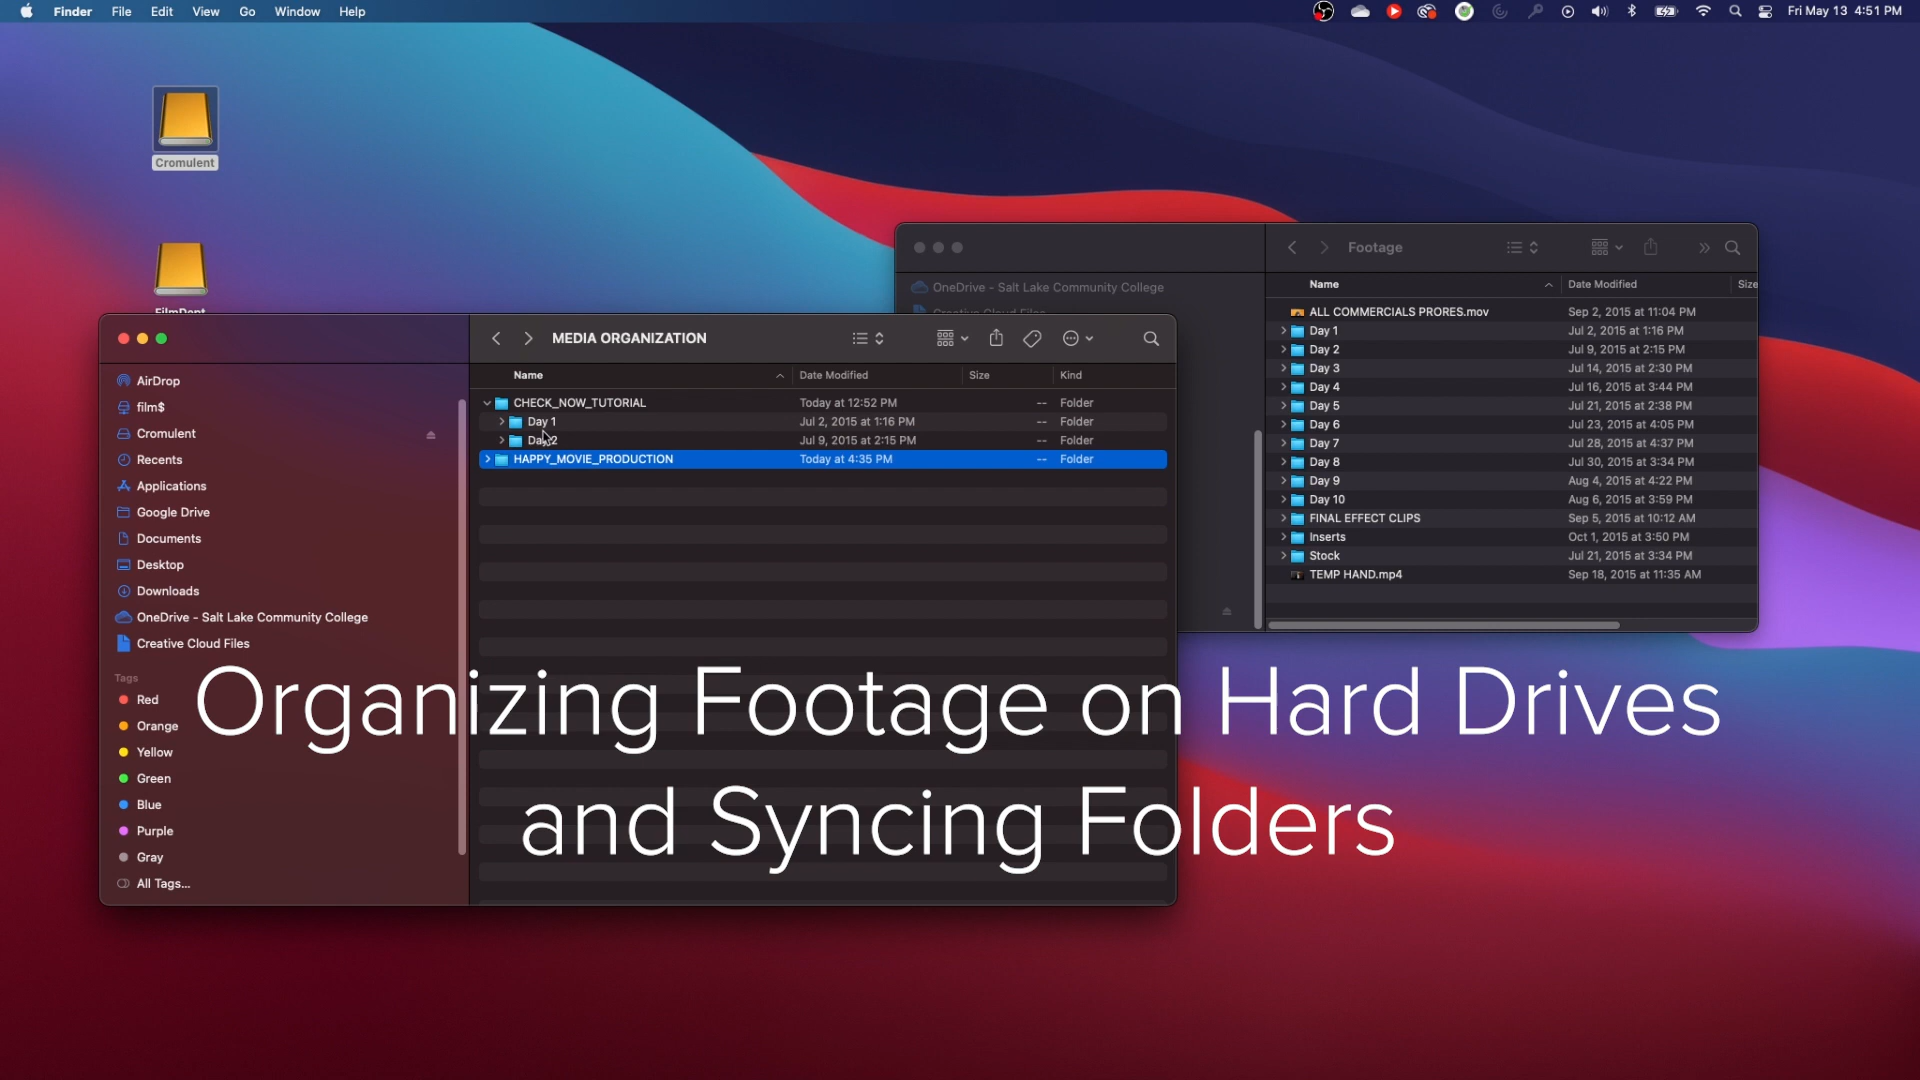 Finder File Edit View Go Window Help
Fri May 13 4:51 PM
Cromulent
FilmDept
Footage
OneDrive - Salt Lake Community College
Creative Cloud Files
Name Date Modified Size
ALL COMMERCIALS PRORES.mov Sep 2, 2015 at 11:04 PM
Day 1 Jul 2, 2015 at 1:16 PM
Day 2 Jul 9, 2015 at 2:15 PM
Day 3 Jul 14, 2015 at 2:30 PM
Day 4 Jul 16, 2015 at 3:44 PM
Day 5 Jul 21, 2015 at 2:38 PM
Day 6 Jul 23, 2015 at 4:05 PM
Day 7 Jul 28, 2015 at 4:37 PM
Day 8 Jul 30, 2015 at 3:34 PM
Day 9 Aug 4, 2015 at 4:22 PM
Day 10 Aug 6, 2015 at 3:59 PM
FINAL EFFECT CLIPS Sep 5, 2015 at 10:12 AM
Inserts Oct 1, 2015 at 3:50 PM
Stock Jul 21, 2015 at 3:34 PM
TEMP HAND.mp4 Sep 18, 2015 at 11:35 AM
MEDIA ORGANIZATION
AirDrop
film$
Cromulent
Recents
Applications
Google Drive
Documents
Desktop
Downloads
OneDrive - Salt Lake Community College
Creative Cloud Files
Tags
Red
Orange
Yellow
Green
Blue
Purple
Gray
All Tags...
Name Date Modified Size Kind
CHECK_NOW_TUTORIAL Today at 12:52 PM -- Folder
Day 1 Jul 2, 2015 at 1:16 PM -- Folder
Day 2 Jul 9, 2015 at 2:15 PM -- Folder
HAPPY_MOVIE_PRODUCTION Today at 4:35 PM -- Folder
Organizing Footage on Hard Drives
and Syncing Folders